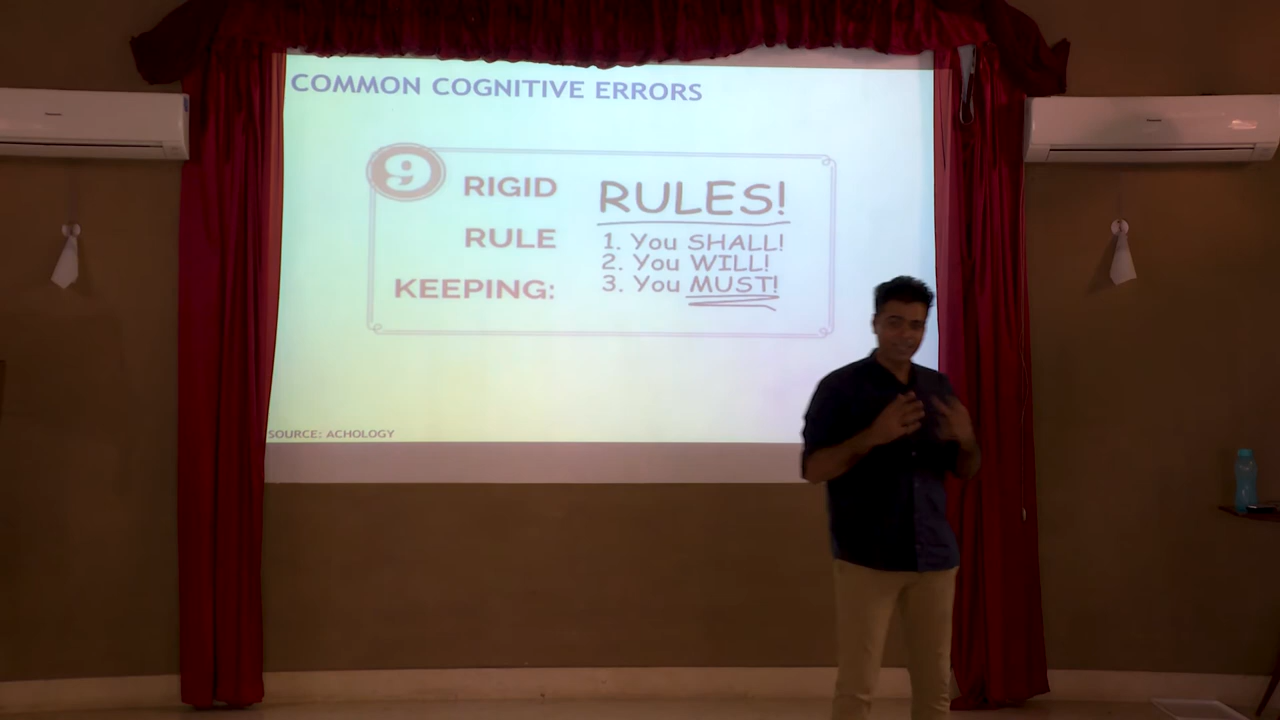 COMMON COGNITIVE ERRORS
9
RIGID
RULE
KEEPING:
RULES!
1. You SHALL!
2. You WILL!
3. You MUST!
SOURCE: ACHOLOGY